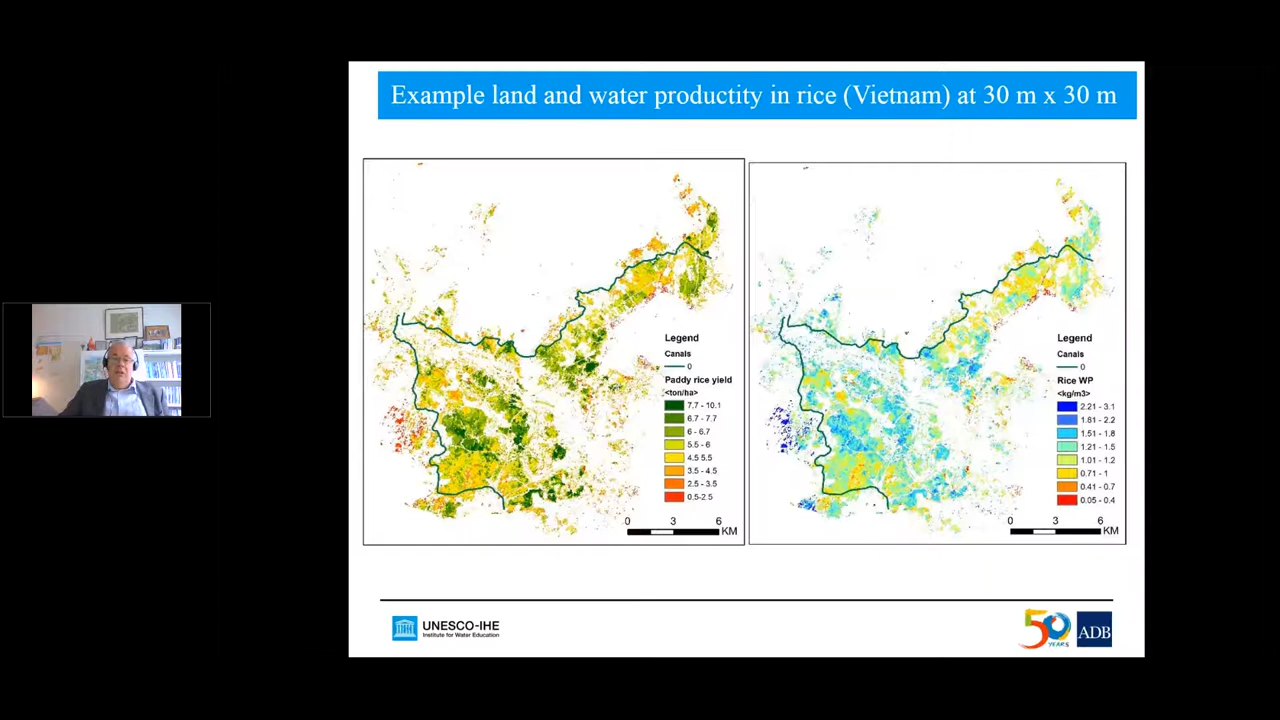 Example land and water productity in rice (Vietnam) at 30 m x 30 m
Legend
Canals
0
Paddy rice yield
<ton/ha>
7.7 - 10.1
6.7 - 7.7
6 - 6.7
5.5 - 6
4.5 5.5
3.5 - 4.5
2.5 - 3.5
0.5-2.5
0 3 6
KM
Legend
Canals
0
Rice WP
<kg/m3>
2.21 - 3.1
1.81 - 2.2
1.51 - 1.8
1.21 - 1.5
1.01 - 1.2
0.71 - 1
0.41 - 0.7
0.05 - 0.4
0 3 6
KM
UNESCO-IHE
Institute for Water Education
50
YEARS
ADB